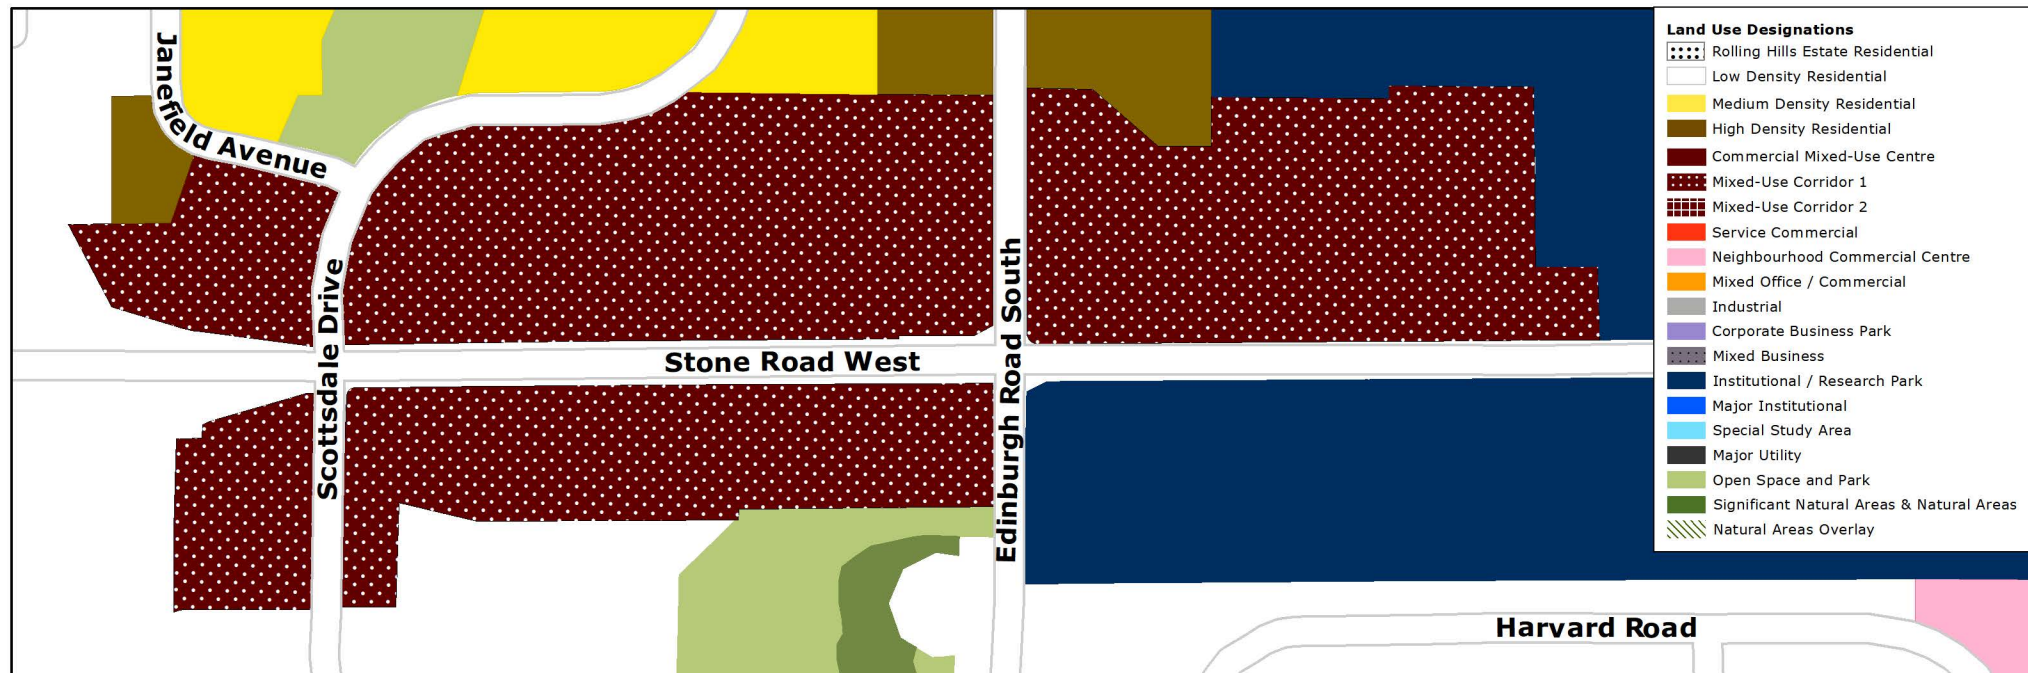 Janefield Avenue
Scottsdale Drive
Stone Road West
Edinburgh Road South
Harvard Road
Land Use Designations
Rolling Hills Estate Residential
Low Density Residential
Medium Density Residential
High Density Residential
Commercial Mixed-Use Centre
Mixed-Use Corridor 1
Mixed-Use Corridor 2
Service Commercial
Neighbourhood Commercial Centre
Mixed Office / Commercial
Industrial
Corporate Business Park
Mixed Business
Institutional / Research Park
Major Institutional
Special Study Area
Major Utility
Open Space and Park
Significant Natural Areas & Natural Areas
Natural Areas Overlay